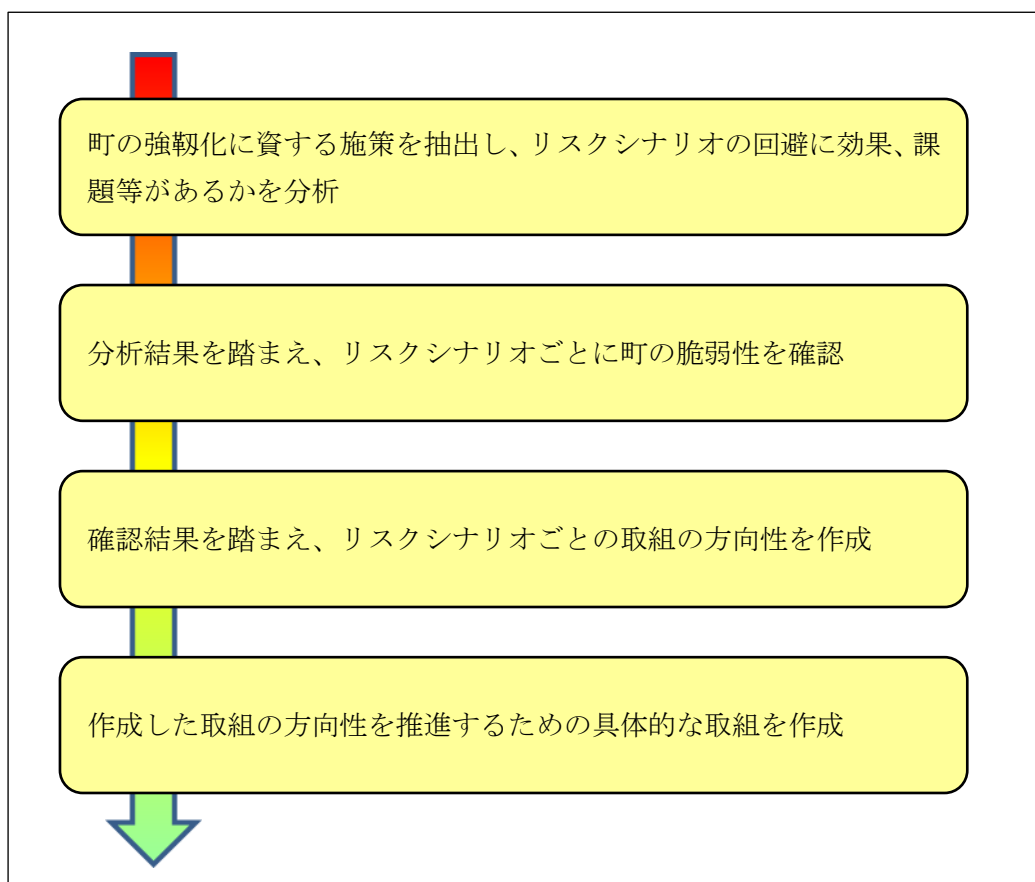 町の強靱化に資する施策を抽出し、リスクシナリオの回避に効果、課
題等があるかを分析
分析結果を踏まえ、リスクシナリオごとに町の脆弱性を確認
確認結果を踏まえ、リスクシナリオごとの取組の方向性を作成
作成した取組の方向性を推進するための具体的な取組を作成